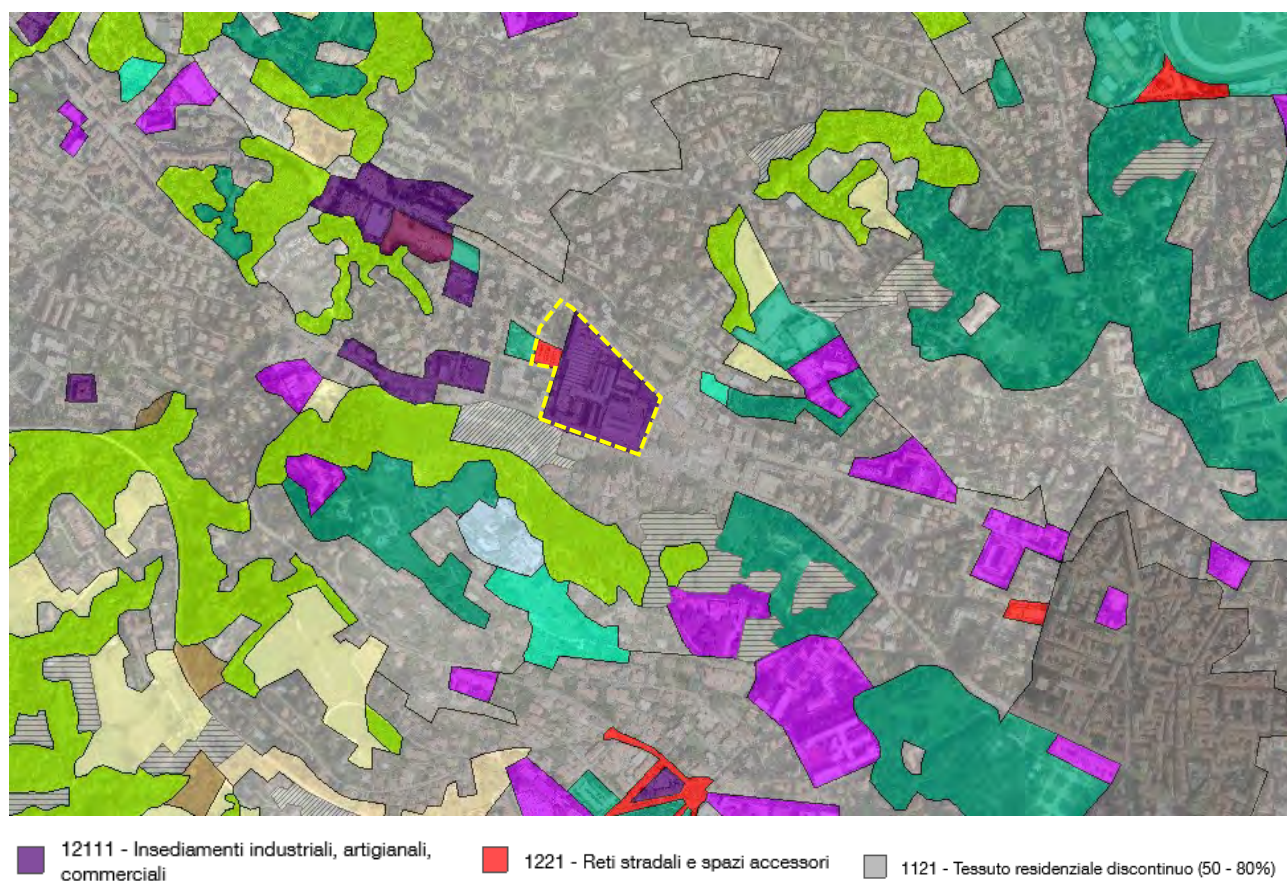 12111 - Insediamenti industriali, artigianali,
commerciali
1221 - Reti stradali e spazi accessori
1121 - Tessuto residenziale discontinuo (50 - 80%)